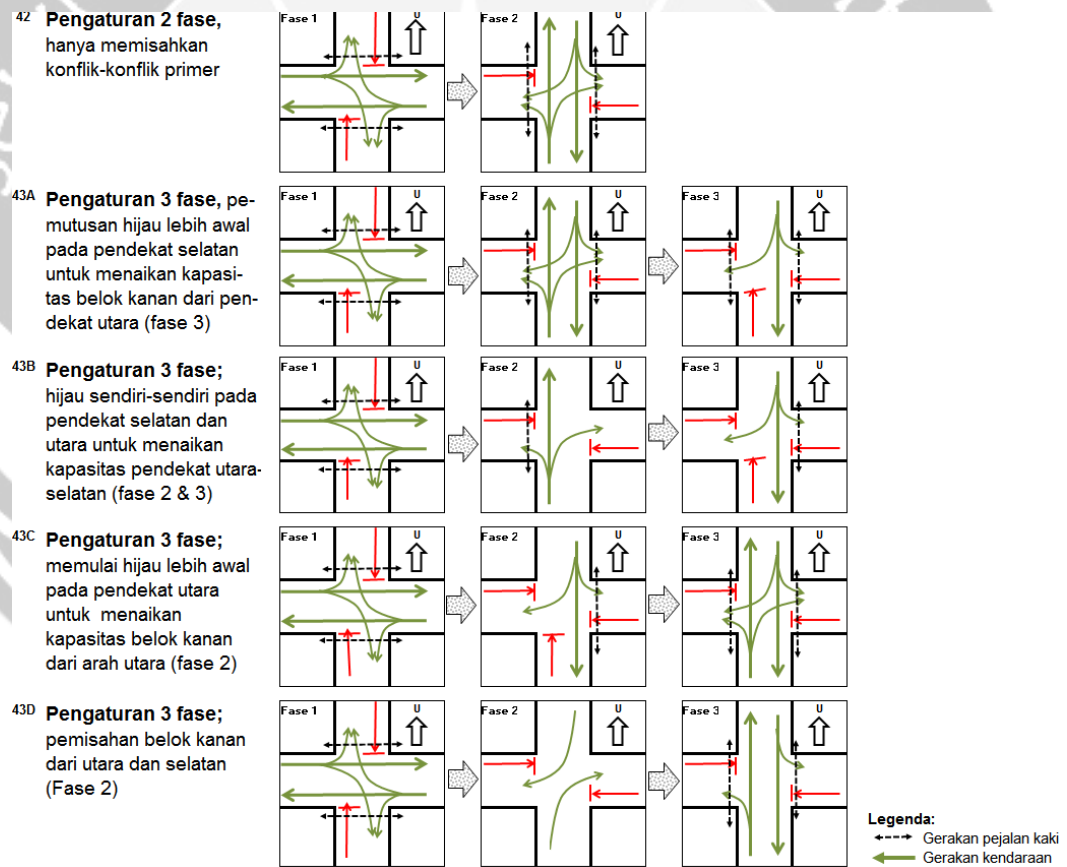 42 Pengaturan 2 fase,
hanya memisahkan
konflik-konflik primer
Fase 1 U
Fase 2 U
43A Pengaturan 3 fase, pe-
mutusan hijau lebih awal
pada pendekat selatan
untuk menaikan kapasi-
tas belok kanan dari pen-
dekat utara (fase 3)
Fase 1 U
Fase 2 U
Fase 3 U
43B Pengaturan 3 fase;
hijau sendiri-sendiri pada
pendekat selatan dan
utara untuk menaikan
kapasitas pendekat utara-
selatan (fase 2 & 3)
Fase 1 U
Fase 2 U
Fase 3 U
43C Pengaturan 3 fase;
memulai hijau lebih awal
pada pendekat utara
untuk menaikan
kapasitas belok kanan
dari arah utara (fase 2)
Fase 1 U
Fase 2 U
Fase 3 U
43D Pengaturan 3 fase;
pemisahan belok kanan
dari utara dan selatan
(Fase 2)
Fase 1 U
Fase 2 U
Fase 3 U
Legenda:
Gerakan pejalan kaki
Gerakan kendaraan